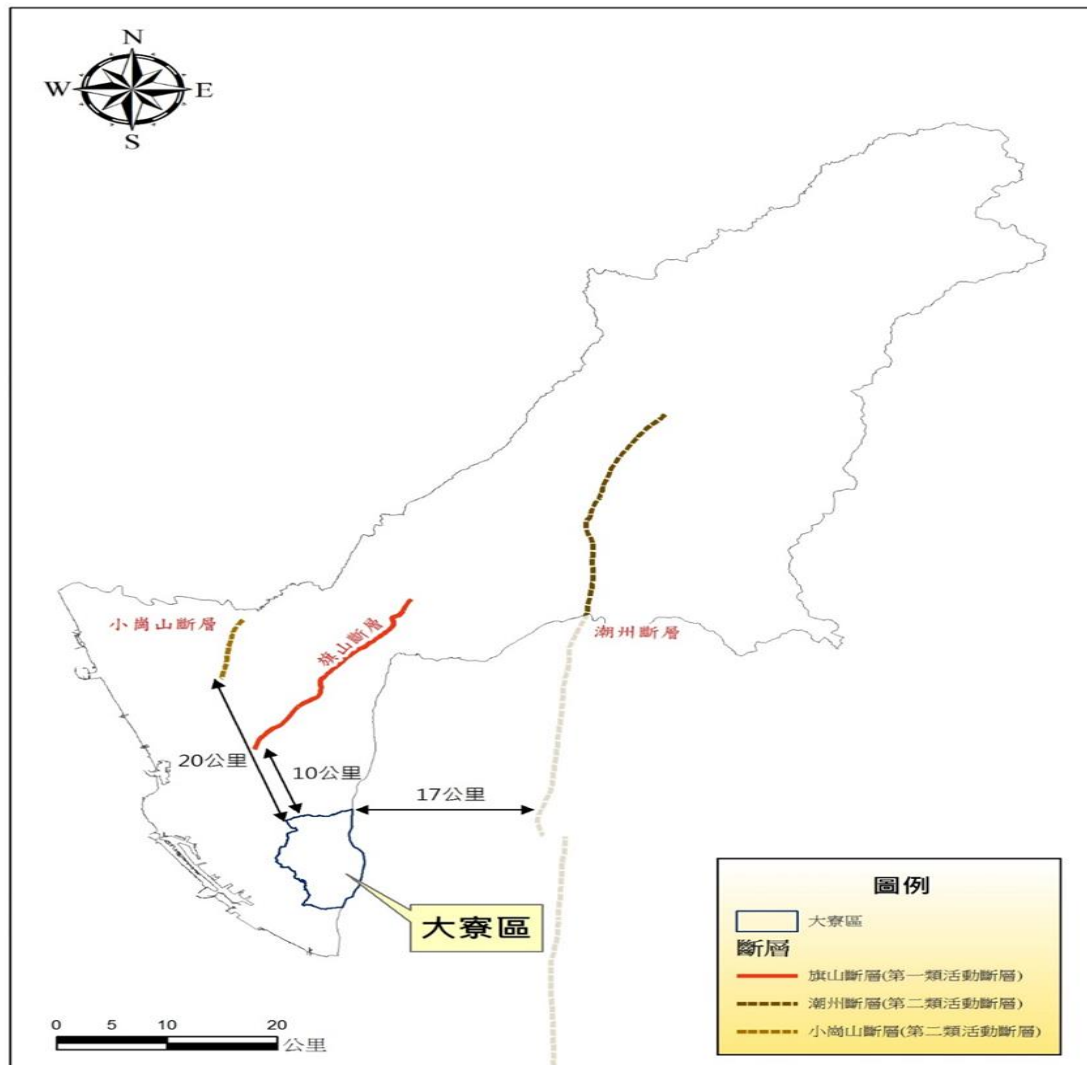 N
W
E
S
小崗山斷層
旗山斷層
潮州斷層
20公里
10公里
17公里
大寮區
圖例
大寮區
斷層
旗山斷層(第一類活動斷層)
潮州斷層(第二類活動斷層)
小崗山斷層(第二類活動斷層)
0 5 10 20
公里